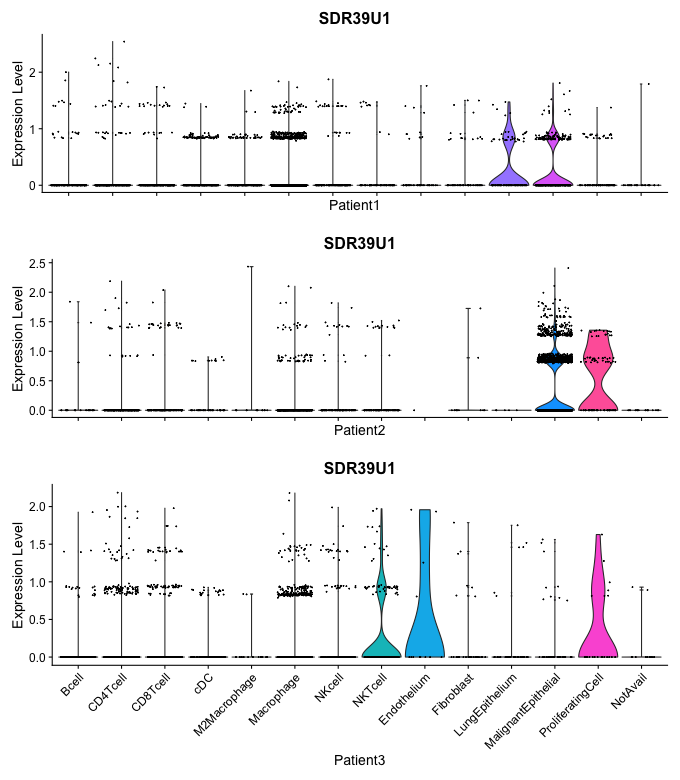 SDR39U1
Expression Level
2
1
0
Patient1
SDR39U1
Expression Level
2.5
2.0
1.5
1.0
0.5
0.0
Patient2
SDR39U1
Expression Level
2.0
1.5
1.0
0.5
0.0
Bcell
CD4Tcell
CD8Tcell
cDC
M2Macrophage
Macrophage
NKcell
NKTcell
Endothelium
Fibroblast
LungEpithelium
MalignantEpithelial
ProliferatingCell
NotAvail
Patient3